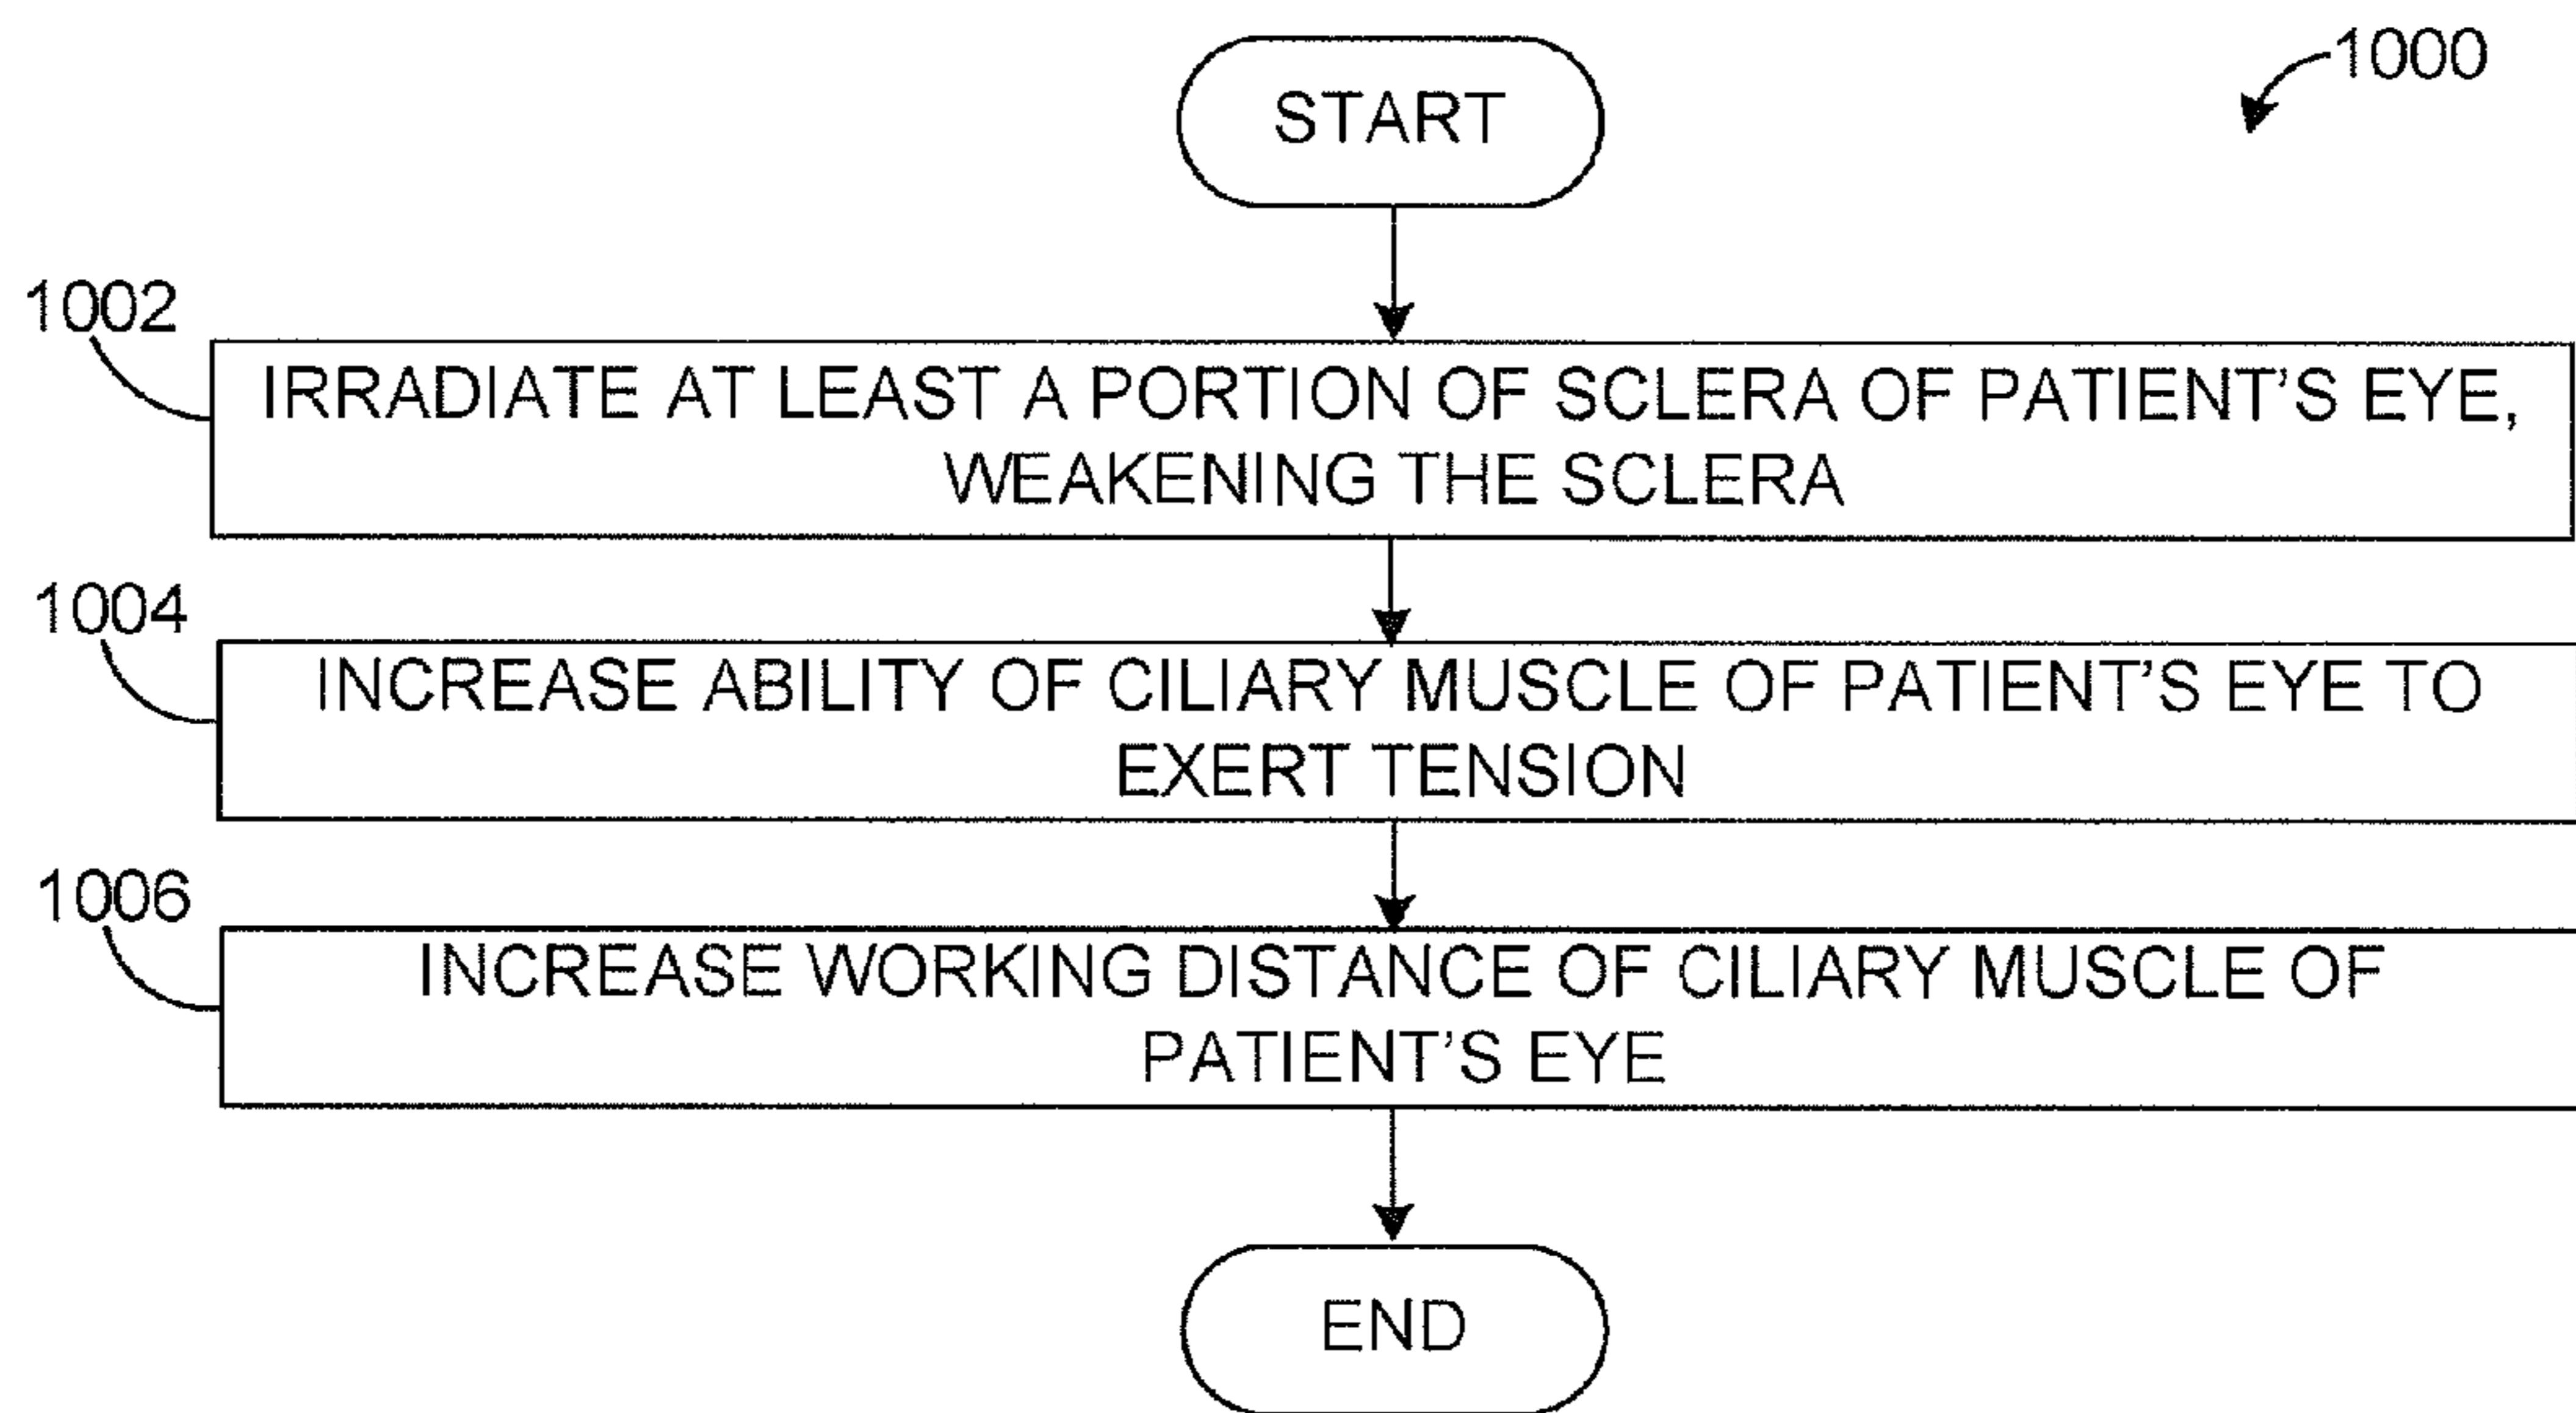 START
1000
1002
IRRADIATE AT LEAST A PORTION OF SCLERA OF PATIENT'S EYE,
WEAKENING THE SCLERA
1004
INCREASE ABILITY OF CILIARY MUSCLE OF PATIENT'S EYE TO
EXERT TENSION
1006
INCREASE WORKING DISTANCE OF CILIARY MUSCLE OF
PATIENT'S EYE
END